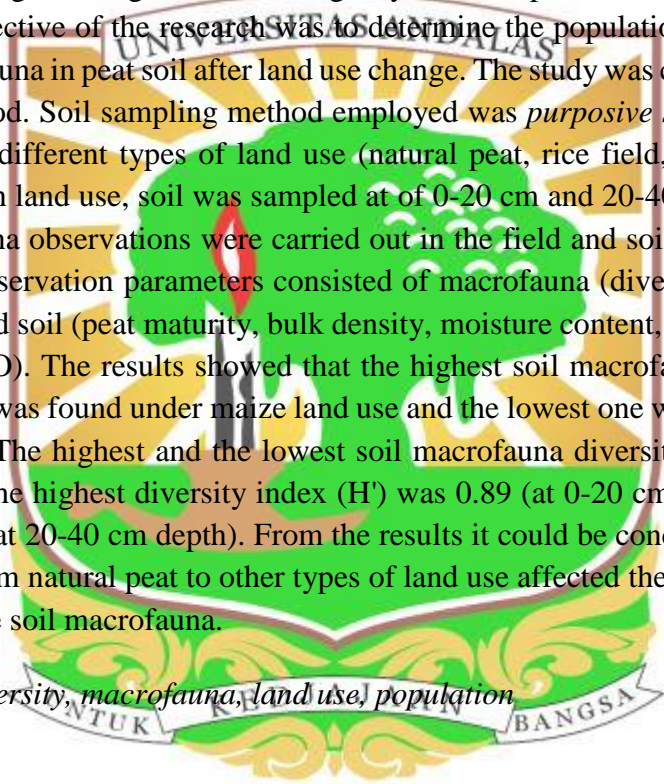 UNIVERSITAS ANDALAS
ective of the research was to determine the population
una in peat soil after land use change. The study was c
od. Soil sampling method employed was purposive s
different types of land use (natural peat, rice field,
n land use, soil was sampled at of 0-20 cm and 20-40
na observations were carried out in the field and soi
servation parameters consisted of macrofauna (dive
d soil (peat maturity, bulk density, moisture content,
O). The results showed that the highest soil macrofa
was found under maize land use and the lowest one w
The highest and the lowest soil macrofauna diversit
he highest diversity index (H') was 0.89 (at 0-20 cm
at 20-40 cm depth). From the results it could be conc
m natural peat to other types of land use affected the
e soil macrofauna.
ersity, macrofauna, land use, population
NTUK BANGSA